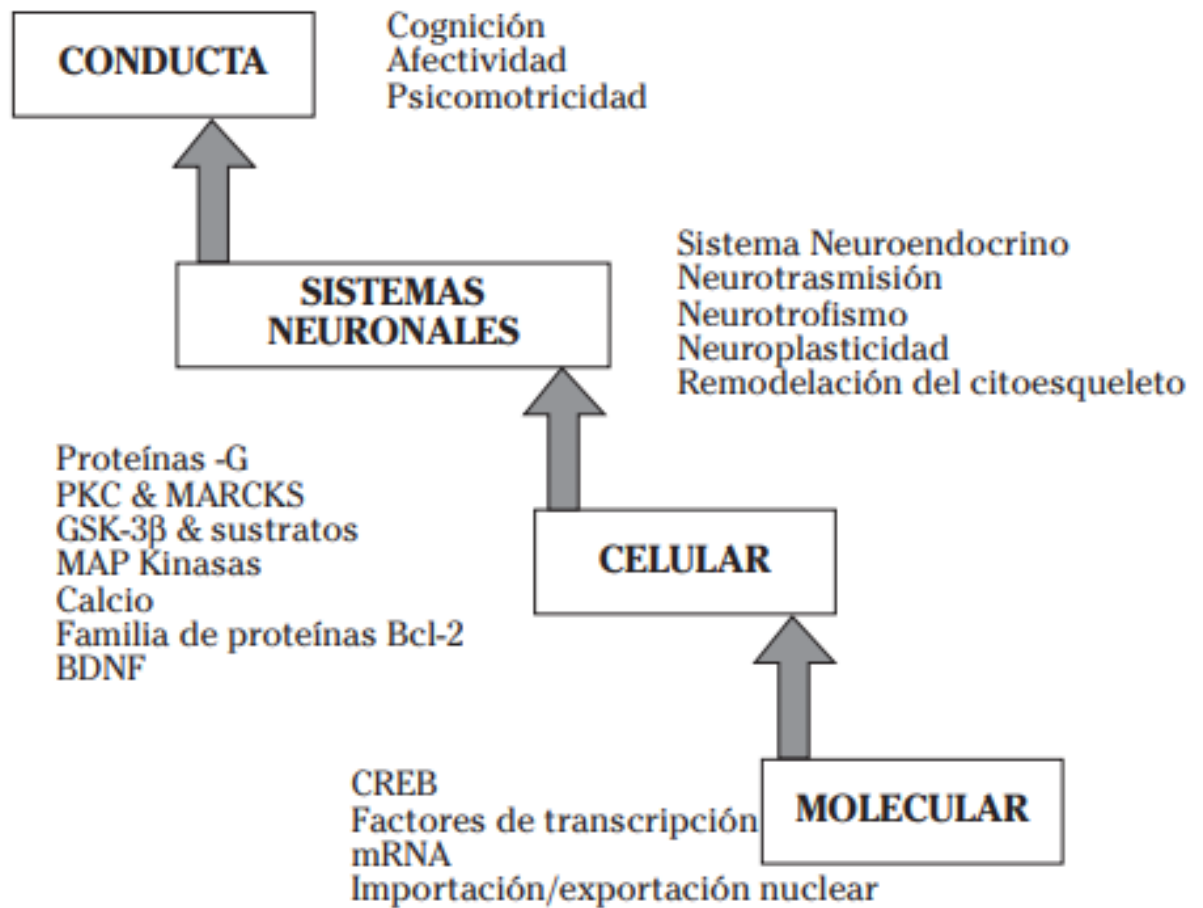 CONDUCTA
Cognición
Afectividad
Psicomotricidad
SISTEMAS
NEURONALES
Sistema Neuroendocrino
Neurotrasmisión
Neurotrofismo
Neuroplasticidad
Remodelación del citoesqueleto
Proteínas -G
PKC & MARCKS
GSK-3β & sustratos
MAP Kinasas
Calcio
Familia de proteínas Bcl-2
BDNF
CELULAR
CREB
Factores de transcripción
mRNA
Importación/exportación nuclear
MOLECULAR